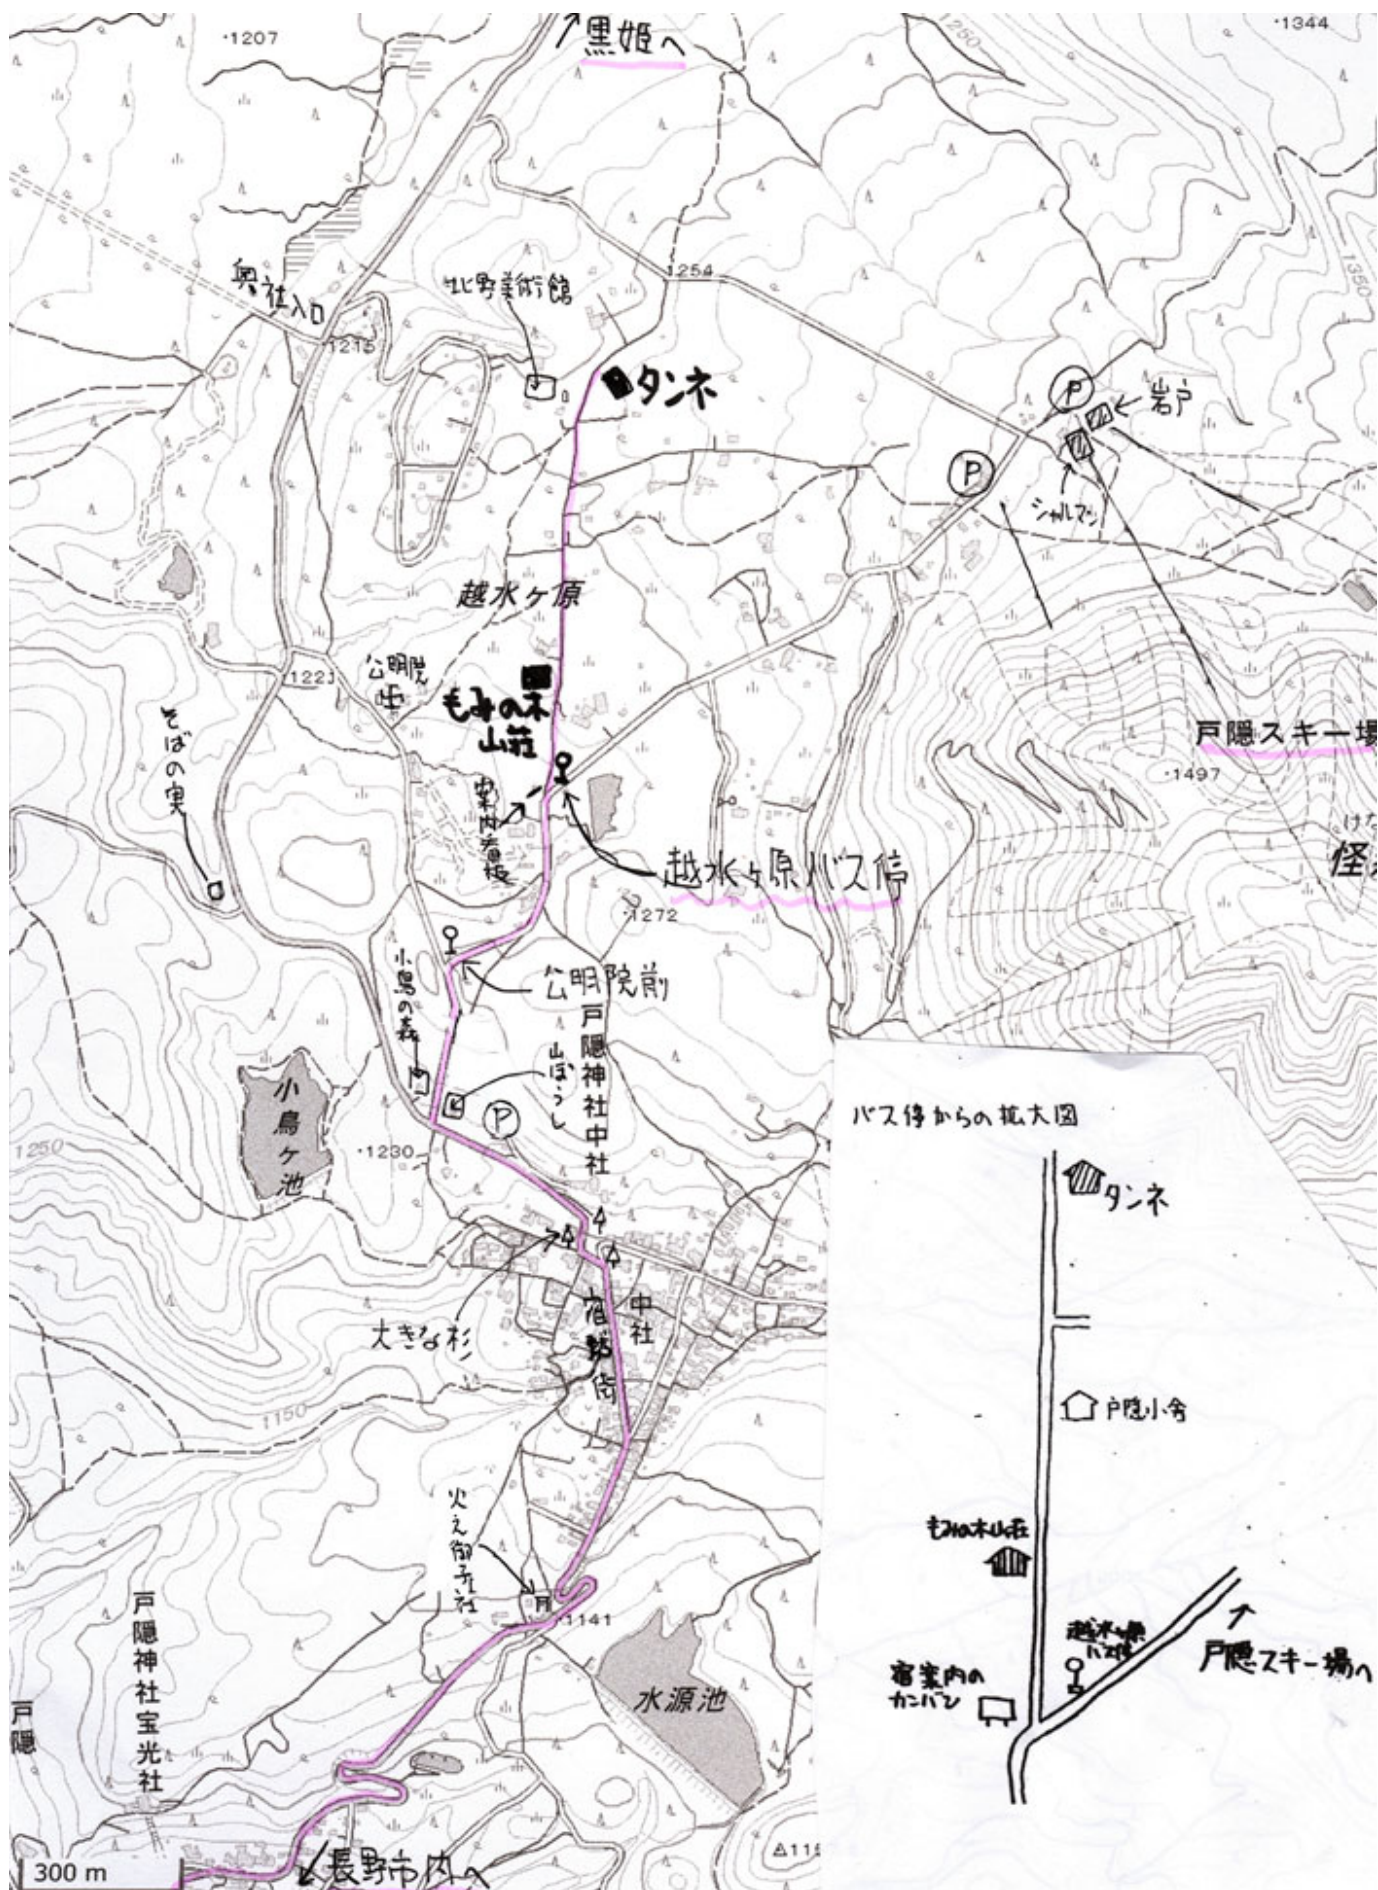 黒姫へ
・1207
1250
・1344
1350
奥社入口
北野美術館
1254
・1215
タンネ
P
岩戸
P
シャルマン
越水ヶ原
公明院
・1221
もみの木
山荘
そばの実
戸隠スキー場
・1497
案内看板
越水ヶ原バス停
けな
怪
・1272
小鳥の森
公明院前
戸隠神社中社
山ぼうし
P
小鳥ヶ池
1250
・1230
大きな杉
中社
宿坊街
1150
火之御子社
・1141
水源池
戸隠神社宝光社
戸隠
300 m
長野市内へ
バス停からの拡大図
タンネ
戸隠小舎
もみの木山荘
越水ヶ原
バス停
戸隠スキー場へ
宿案内の
カンバン